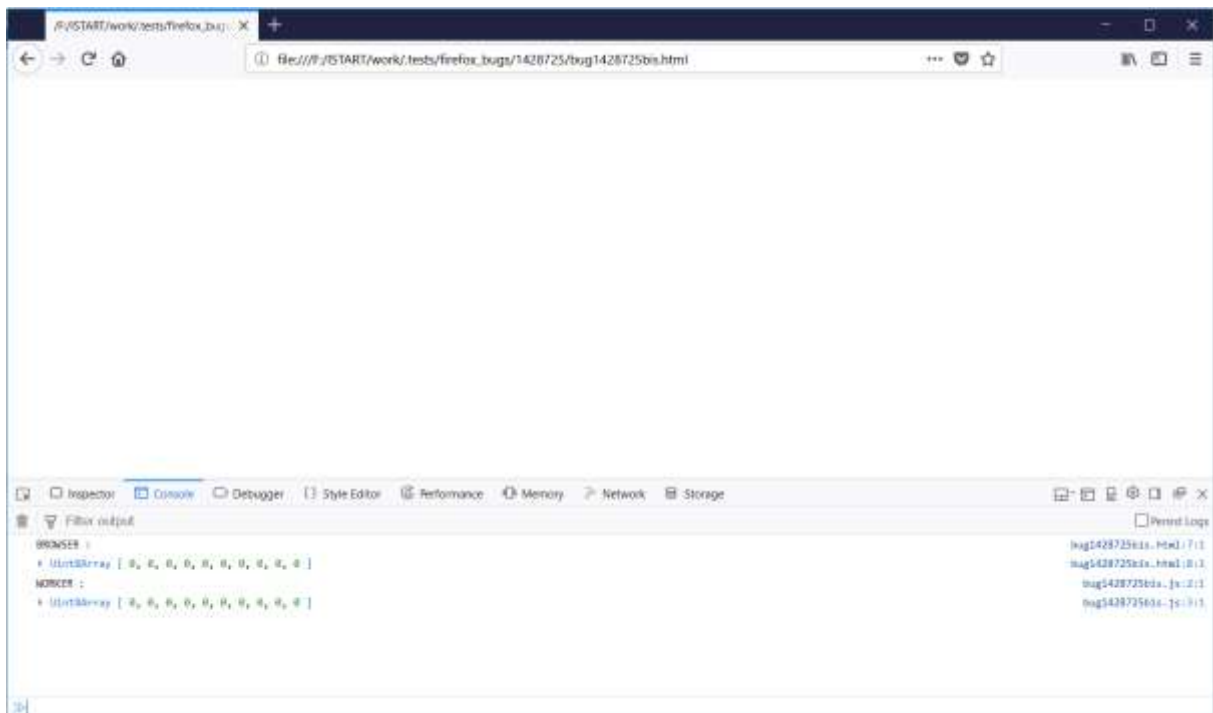 /F:/ISTART/work/.tests/firefox_bug
file:///F:/ISTART/work/.tests/firefox_bugs/1428725/bug1428725bis.html
Inspector Console Debugger Style Editor Performance Memory Network Storage
Filter output Persist Logs
BROWSER : bug1428725bis.html:7:1
Uint8Array [ 0, 0, 0, 0, 0, 0, 0, 0, 0, 0 ] bug1428725bis.html:8:1
WORKER : bug1428725bis.js:2:1
Uint8Array [ 0, 0, 0, 0, 0, 0, 0, 0, 0, 0 ] bug1428725bis.js:3:1